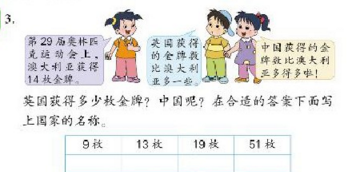 3.
第29届奥林匹
克运动会上，
澳大利亚获得
14枚金牌。
英国获得
的金牌数
比澳大利
亚多一些。
中国获得的金
牌数比澳大利
亚多得多啦！
英国获得多少枚金牌？中国呢？在合适的答案下面写
上国家的名称。
9枚 13枚 19枚 51枚